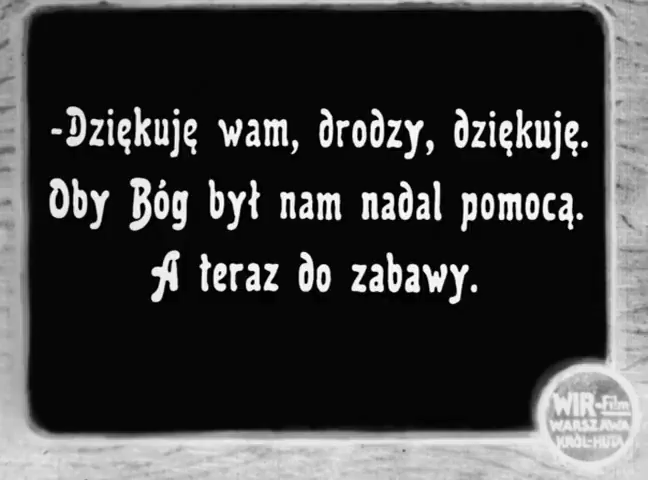 -Dziękuję wam, drodzy, dziękuję.
Oby Bóg był nam nadal pomocą.
A teraz do zabawy.
WIR-Film
WARSZAWA
KRÓL-HUTA